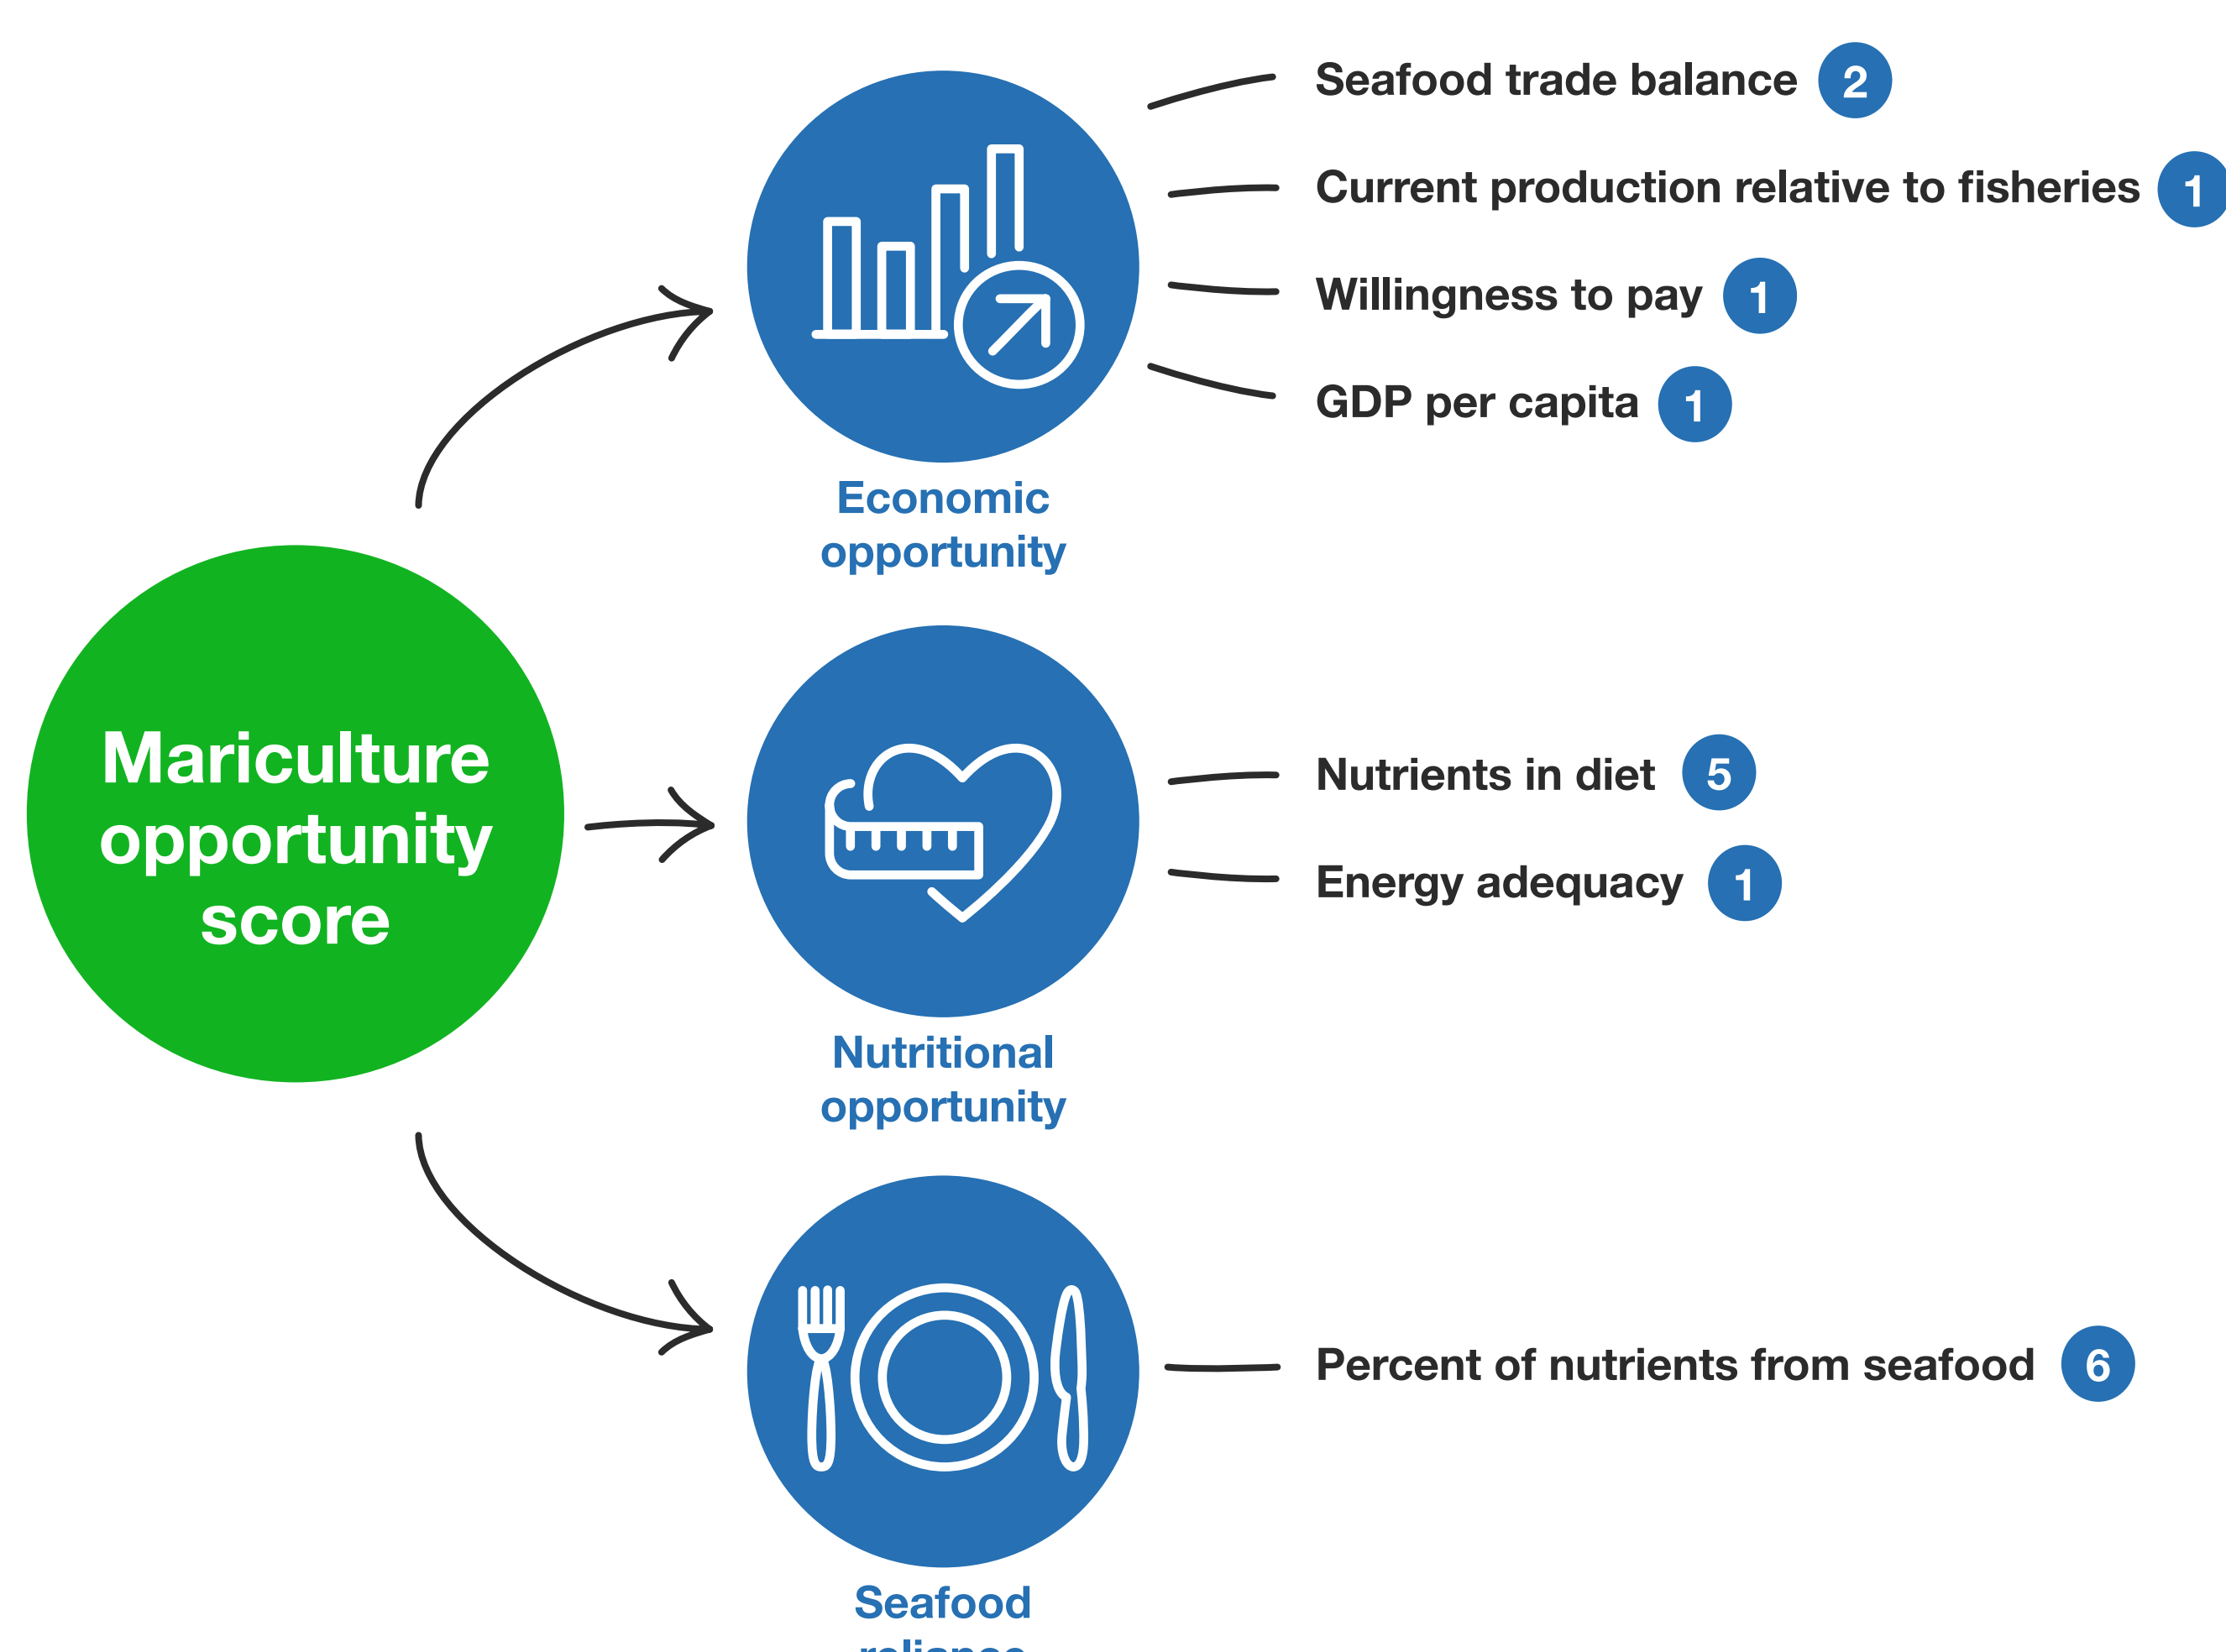 Seafood trade balance 2
Current production relative to fisheries 1
Willingness to pay 1
GDP per capita 1
Economic
opportunity
Mariculture
opportunity
score
Nutrients in diet 5
Energy adequacy 1
Nutritional
opportunity
Percent of nutrients from seafood 6
Seafood
reliance